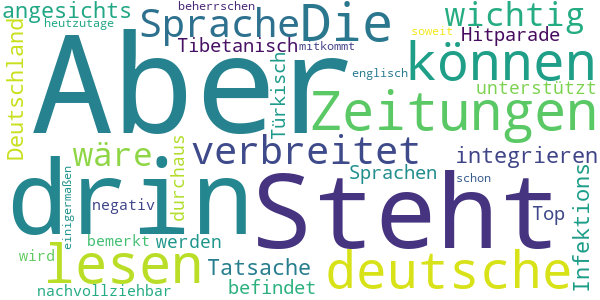 beherrschen
angesichts
heutzutage
Sprache
Die
wichtig
soweit
Hitparade
Tibetanisch
mitkommt
Deutschland
Aber
können
englisch
Türkisch
unterstützt
Zeitungen
verbreitet
wäre
integrieren
durchaus
Sprachen
schon
drin
Steht
negativ
Top
einigermaßen
Infektions
bemerkt
werden
wird
lesen
Tatsache
deutsche
befindet
nachvollziehbar